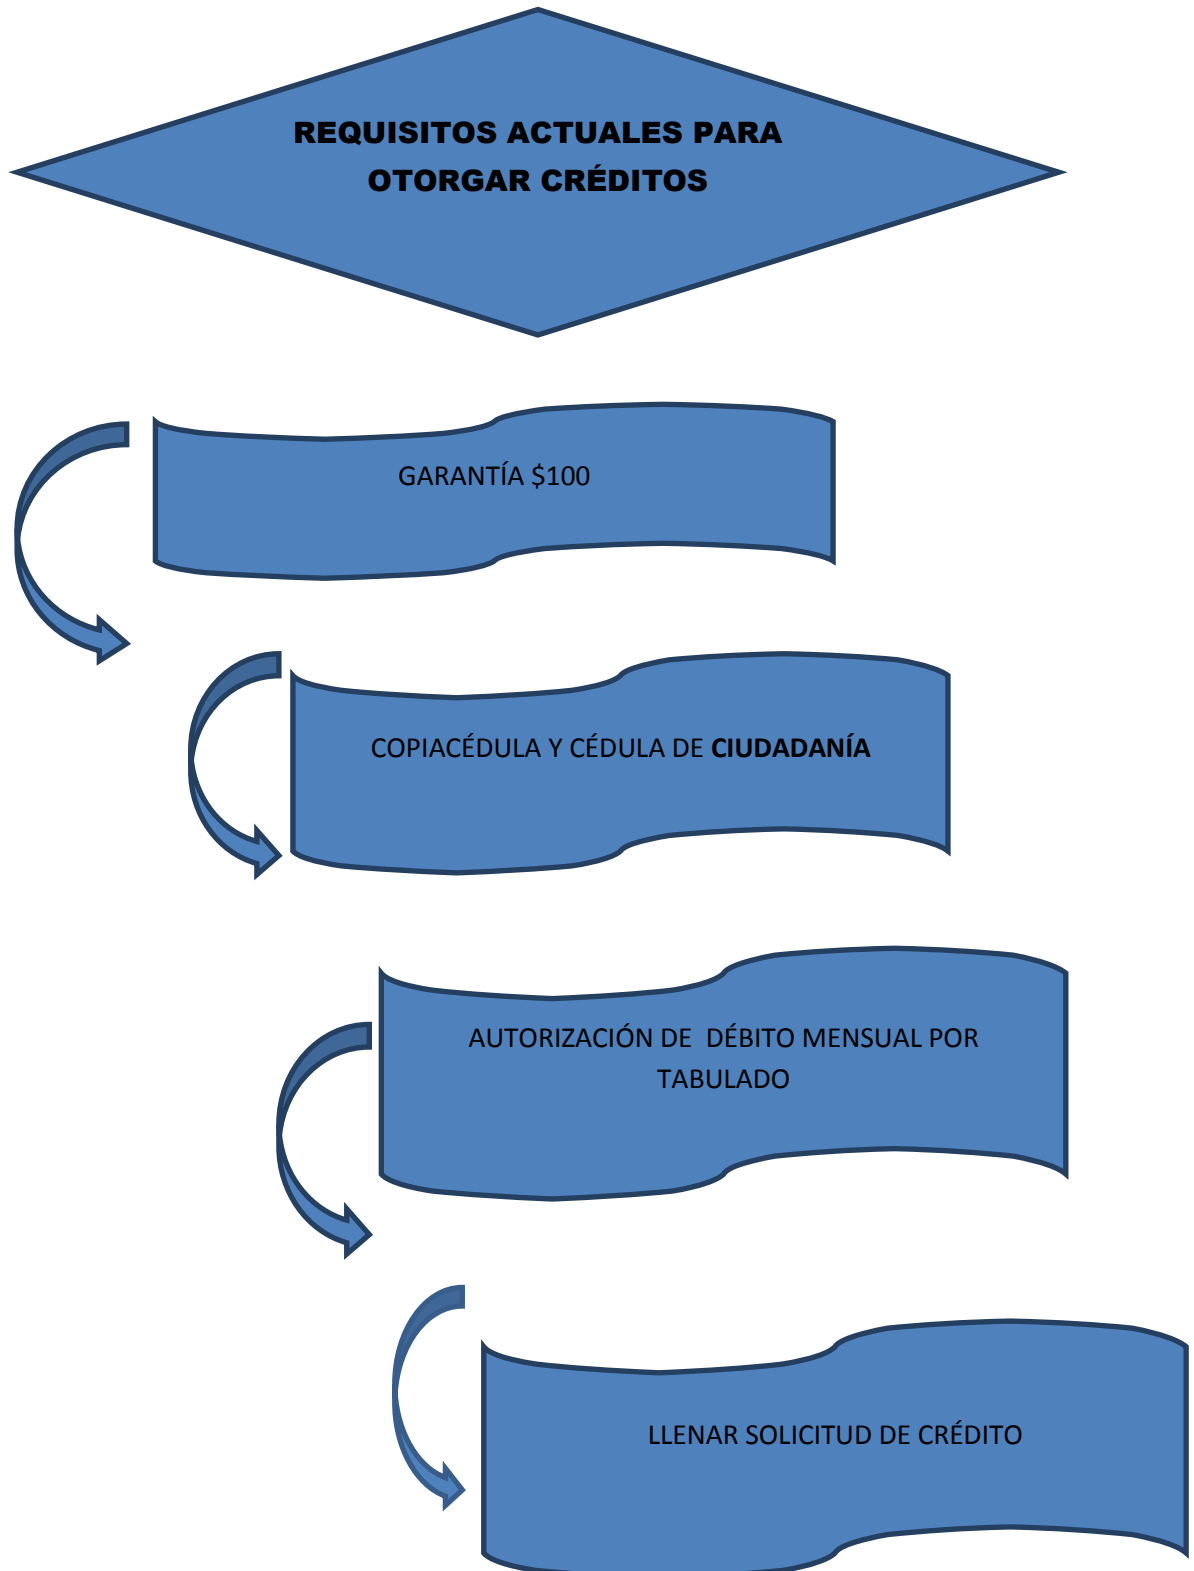 REQUISITOS ACTUALES PARA
OTORGAR CRÉDITOS
GARANTÍA $100
COPIACÉDULA Y CÉDULA DE CIUDADANÍA
AUTORIZACIÓN DE  DÉBITO MENSUAL POR
TABULADO
LLENAR SOLICITUD DE CRÉDITO